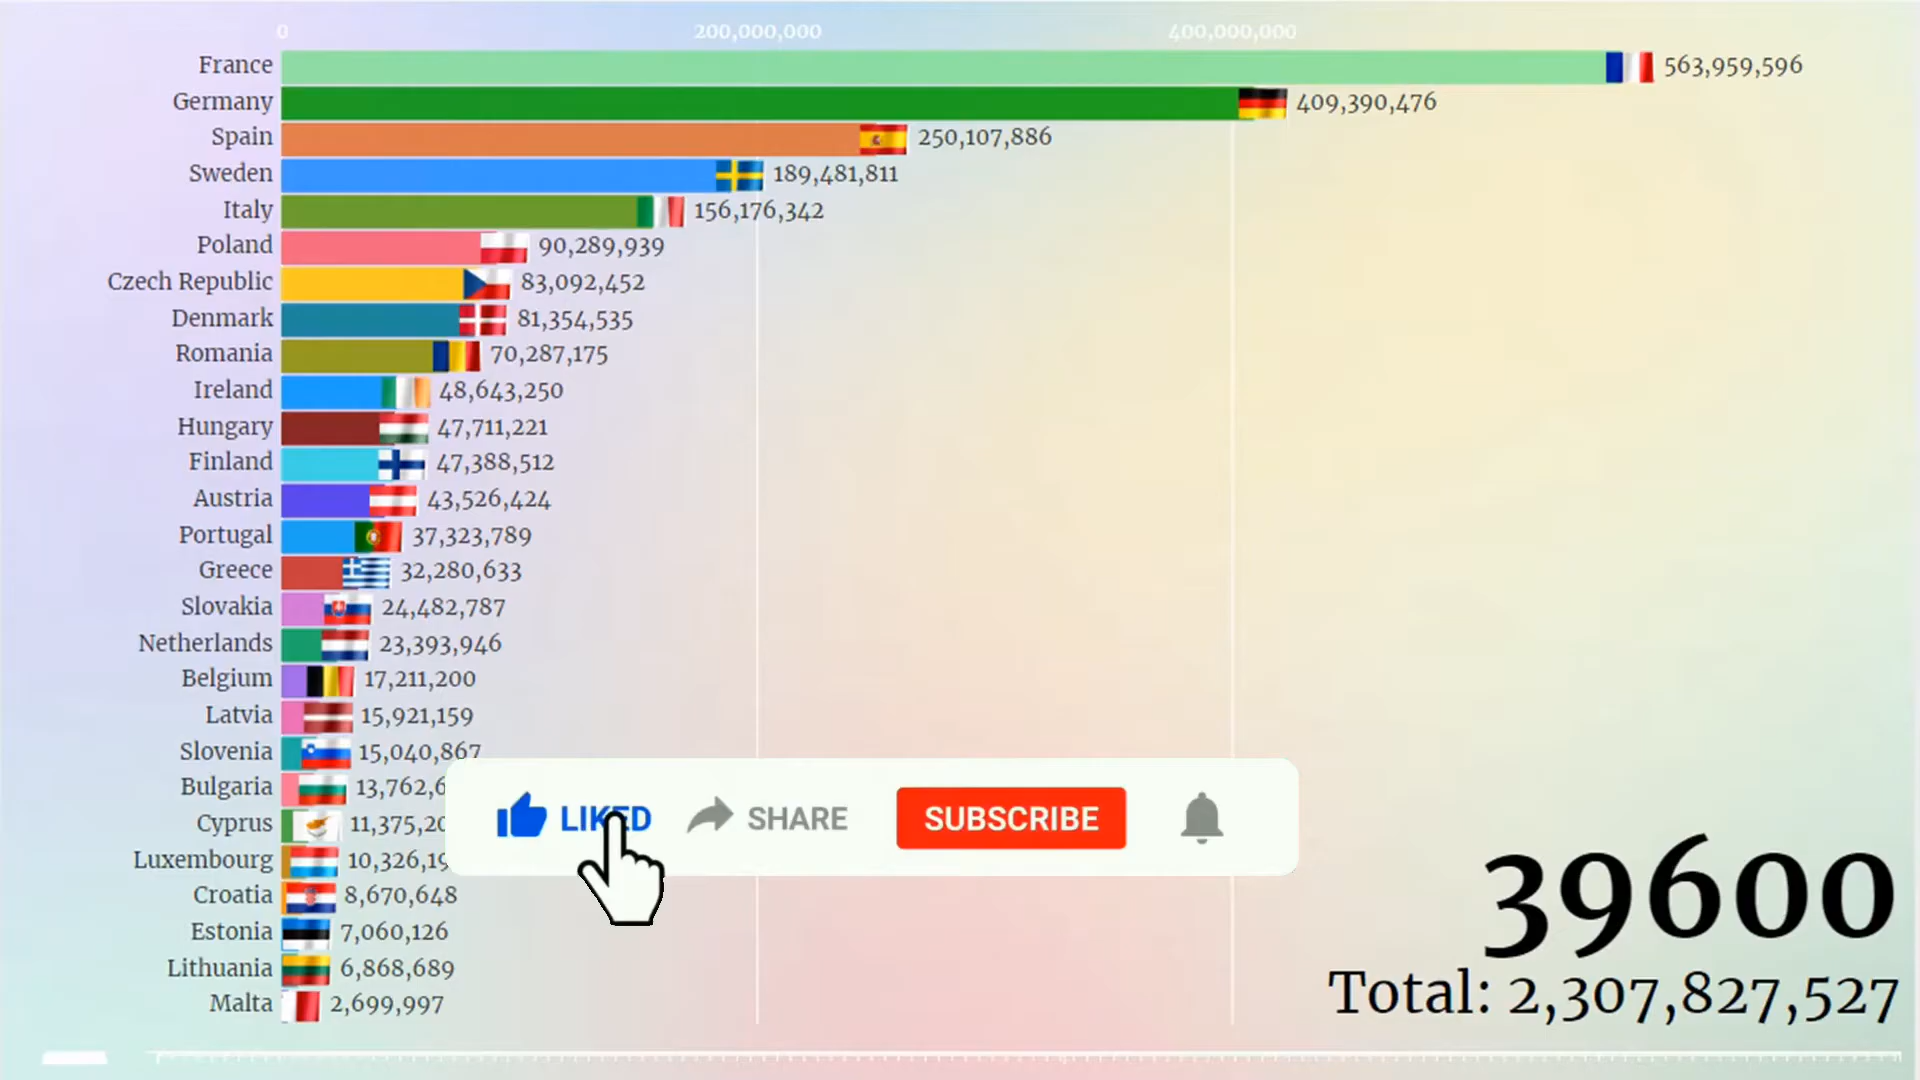 0 200,000,000 400,000,000
France 563,959,596
Germany 409,390,476
Spain 250,107,886
Sweden 189,481,811
Italy 156,176,342
Poland 90,289,939
Czech Republic 83,092,452
Denmark 81,354,535
Romania 70,287,175
Ireland 48,643,250
Hungary 47,711,221
Finland 47,388,512
Austria 43,526,424
Portugal 37,323,789
Greece 32,280,633
Slovakia 24,482,787
Netherlands 23,393,946
Belgium 17,211,200
Latvia 15,921,159
Slovenia 15,040,867
Bulgaria
Cyprus
Luxembourg
LIKED SHARE SUBSCRIBE
Croatia 8,670,648
Estonia 7,060,126
Lithuania 6,868,689
Malta 2,699,997
39600
Total: 2,307,827,527